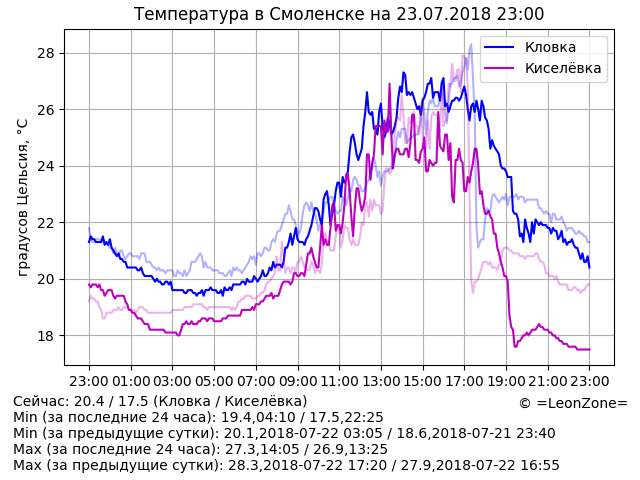 Температура в Смоленске на 23.07.2018 23:00
Кловка
Киселёвка
градусов Цельсия, °C
28
26
24
22
20
18
23:00 01:00 03:00 05:00 07:00 09:00 11:00 13:00 15:00 17:00 19:00 21:00 23:00
Сейчас: 20.4 / 17.5 (Кловка / Киселёвка)
© =LeonZone=
Min (за последние 24 часа): 19.4,04:10 / 17.5,22:25
Min (за предыдущие сутки): 20.1,2018-07-22 03:05 / 18.6,2018-07-21 23:40
Max (за последние 24 часа): 27.3,14:05 / 26.9,13:25
Max (за предыдущие сутки): 28.3,2018-07-22 17:20 / 27.9,2018-07-22 16:55